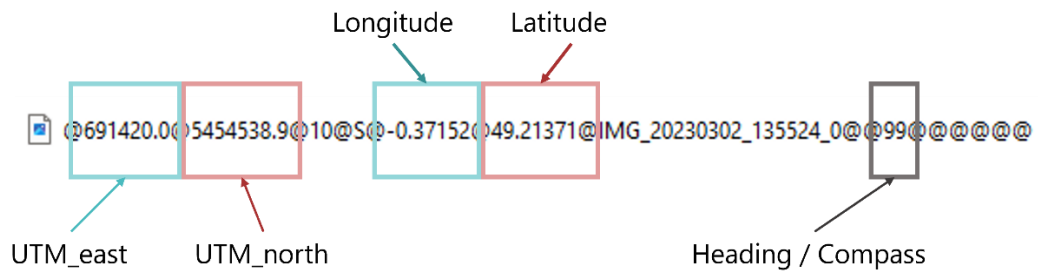 Longitude Latitude
@691420.0@5454538.9@10@S@-0.37152@49.21371@IMG_20230302_135524_0@@99@@@@@@
UTM_east UTM_north Heading / Compass